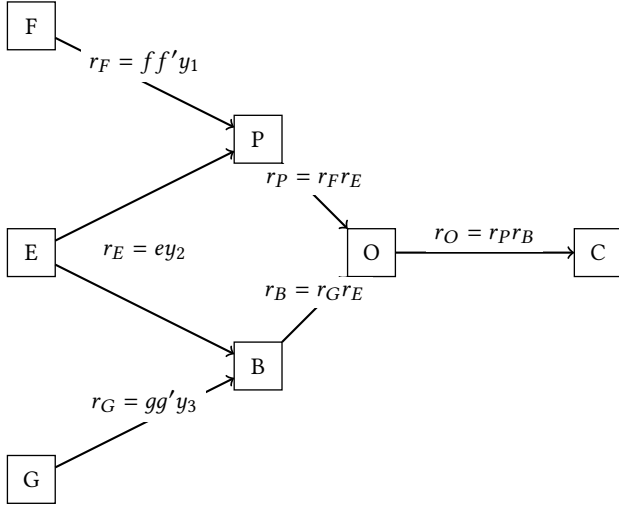 F
r_F = ff′y_1
P
r_P = r_F r_E
E
r_E = ey_2
O
r_O = r_P r_B
C
r_B = r_G r_E
B
r_G = gg′y_3
G